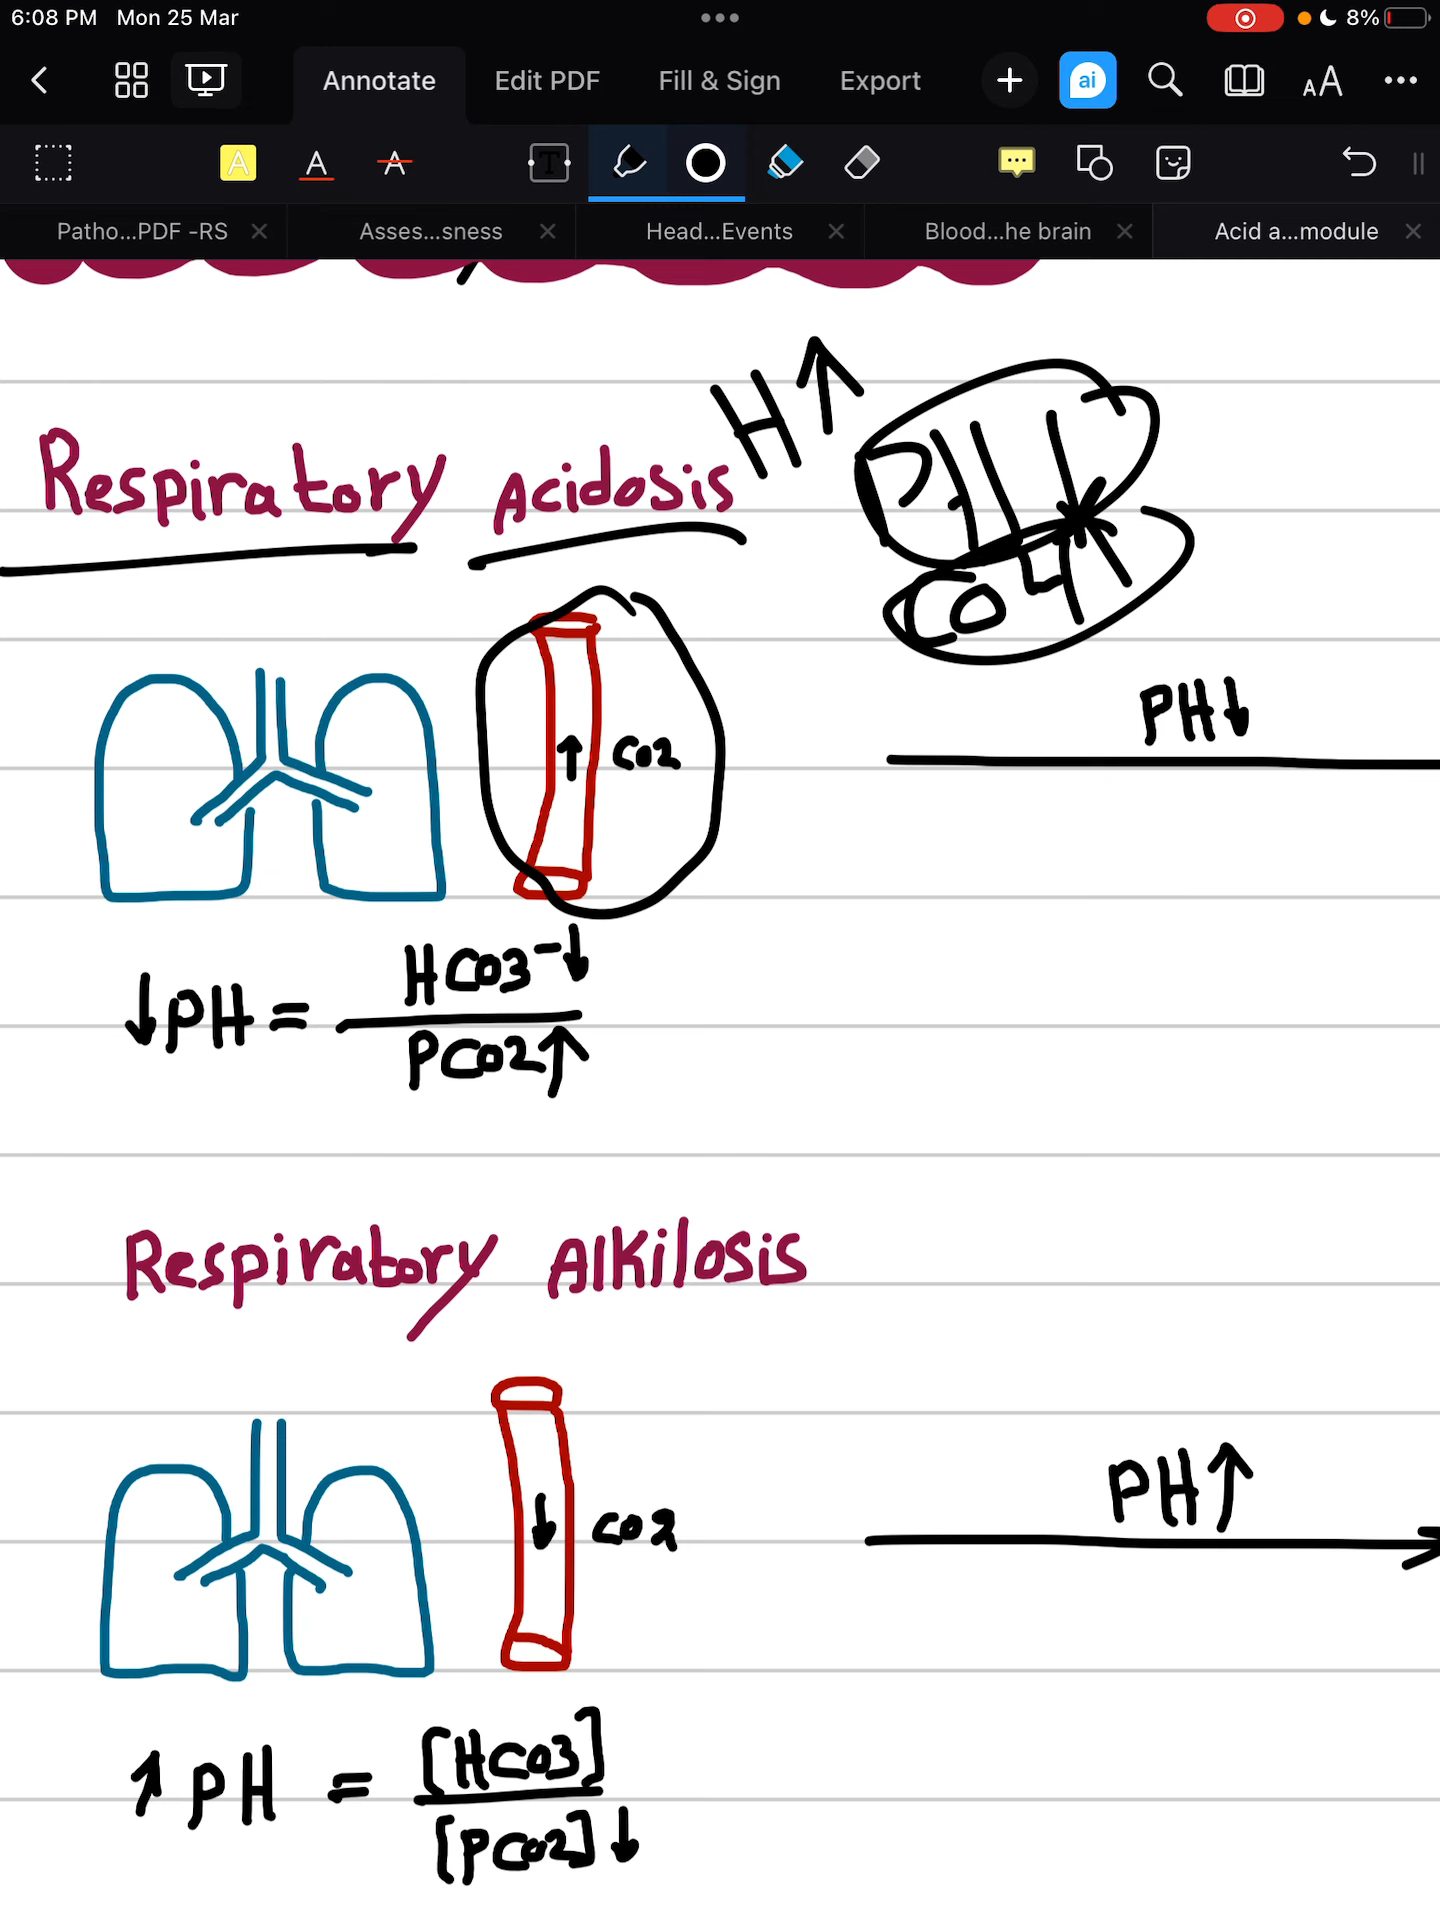 6:08 PM Mon 25 Mar
8%
Annotate Edit PDF Fill & Sign Export ai AA
A A A T
Patho...PDF -RS Asses...sness Head...Events Blood...he brain Acid a...module
H↑
Respiratory Acidosis
↑ CO2
PH↓
↓PH = HCO3-↓
PCO2↑
Respiratory Alkilosis
↓ CO2
PH↑
↑ PH = [HCO3]
[PCO2]↓